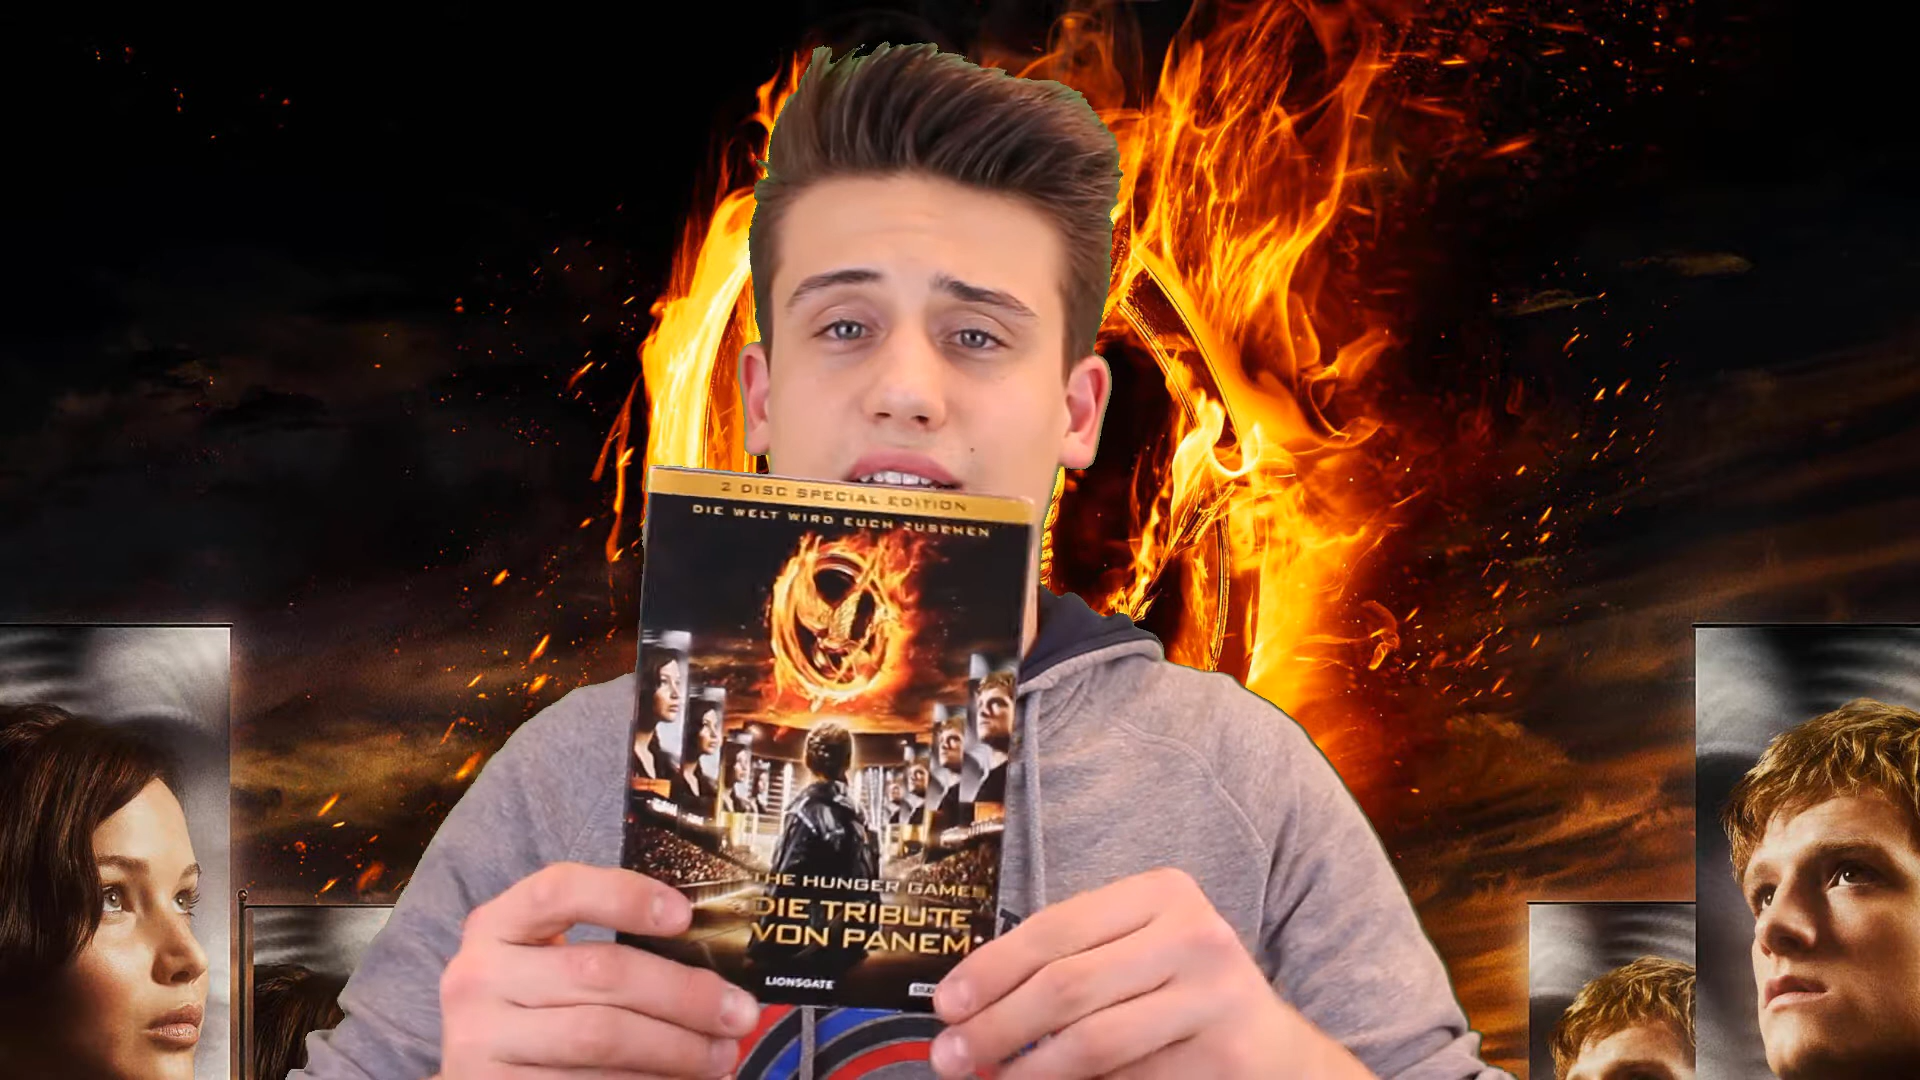 2 DISC SPECIAL EDITION
DIE WELT WIRD EUCH ZUSEHEN
THE HUNGER GAMES
DIE TRIBUTE
VON PANEM
LIONSGATE